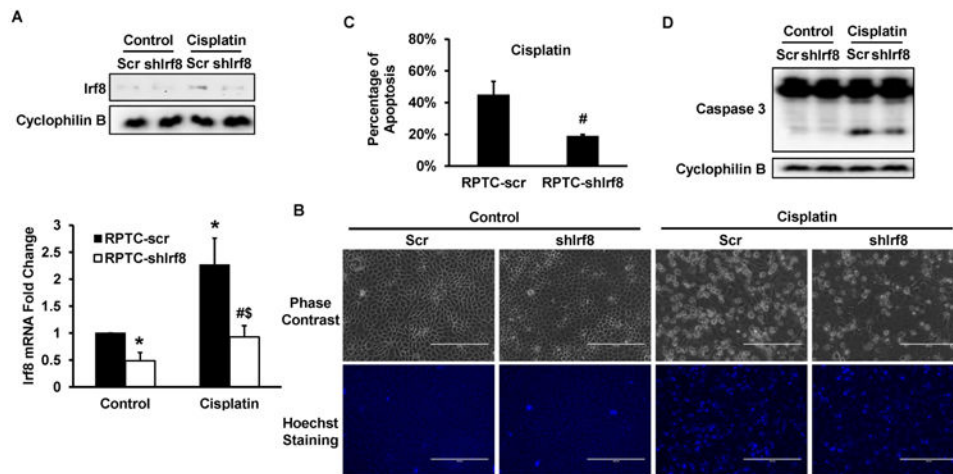 A
Control Cisplatin
Scr shIrf8 Scr shIrf8
Irf8
Cyclophilin B
Irf8 mRNA Fold Change
3
2.5
2
1.5
1
0.5
0
RPTC-scr
RPTC-shIrf8
*
*
#$
Control Cisplatin
C
Cisplatin
Percentage of
Apoptosis
80%
60%
40%
20%
0%
#
RPTC-scr RPTC-shIrf8
D
Control Cisplatin
Scr shIrf8 Scr shIrf8
Caspase 3
Cyclophilin B
B
Control Cisplatin
Scr shIrf8 Scr shIrf8
Phase
Contrast
Hoechst
Staining